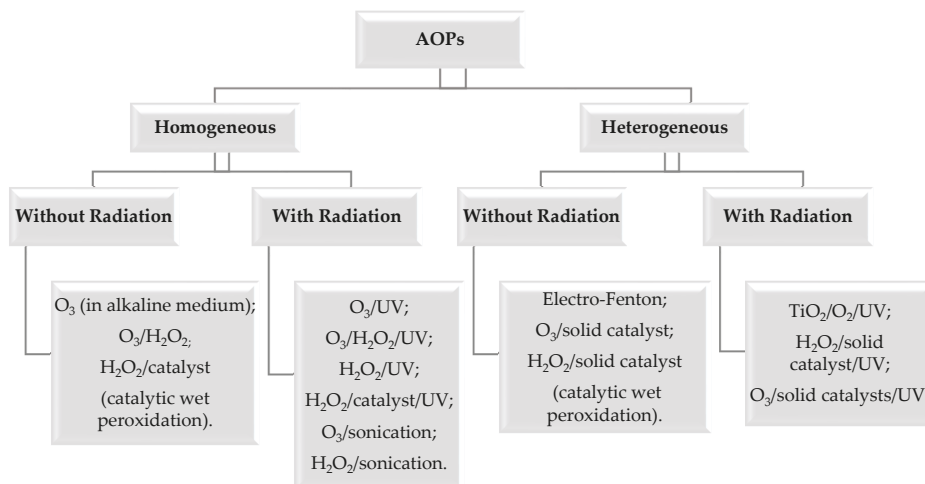 AOPs
Homogeneous
Heterogeneous
Without Radiation
With Radiation
Without Radiation
With Radiation
O₃ (in alkaline medium);
O₃/H₂O₂;
H₂O₂/catalyst
(catalytic wet
peroxidation).
O₃/UV;
O₃/H₂O₂/UV;
H₂O₂/UV;
H₂O₂/catalyst/UV;
O₃/sonication;
H₂O₂/sonication.
Electro-Fenton;
O₃/solid catalyst;
H₂O₂/solid catalyst
(catalytic wet
peroxidation).
TiO₂/O₂/UV;
H₂O₂/solid
catalyst/UV;
O₃/solid catalysts/UV